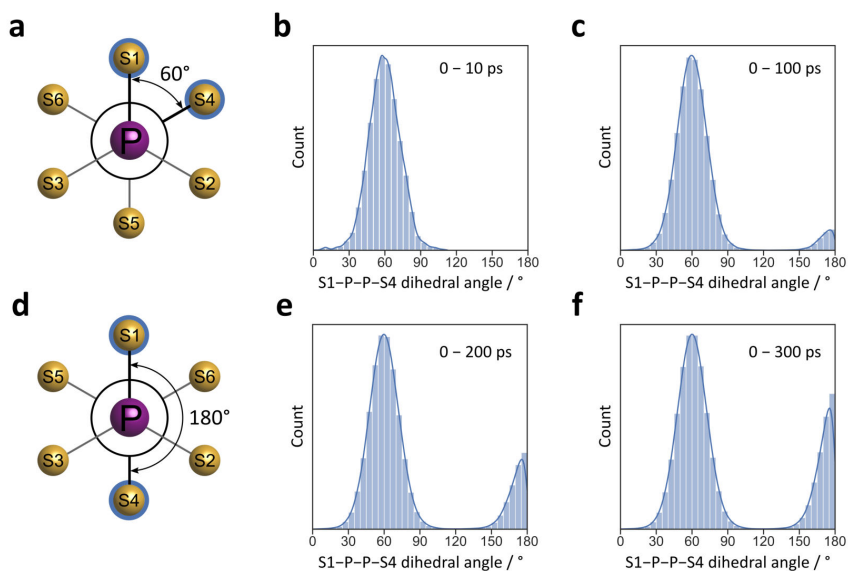 a
S1
60°
S4
S6
P
S3
S2
S5
b
0 – 10 ps
Count
0 30 60 90 120 150 180
S1–P–P–S4 dihedral angle / °
c
0 – 100 ps
Count
0 30 60 90 120 150 180
S1–P–P–S4 dihedral angle / °
d
S1
S5
S6
P
180°
S3
S2
S4
e
0 – 200 ps
Count
0 30 60 90 120 150 180
S1–P–P–S4 dihedral angle / °
f
0 – 300 ps
Count
0 30 60 90 120 150 180
S1–P–P–S4 dihedral angle / °